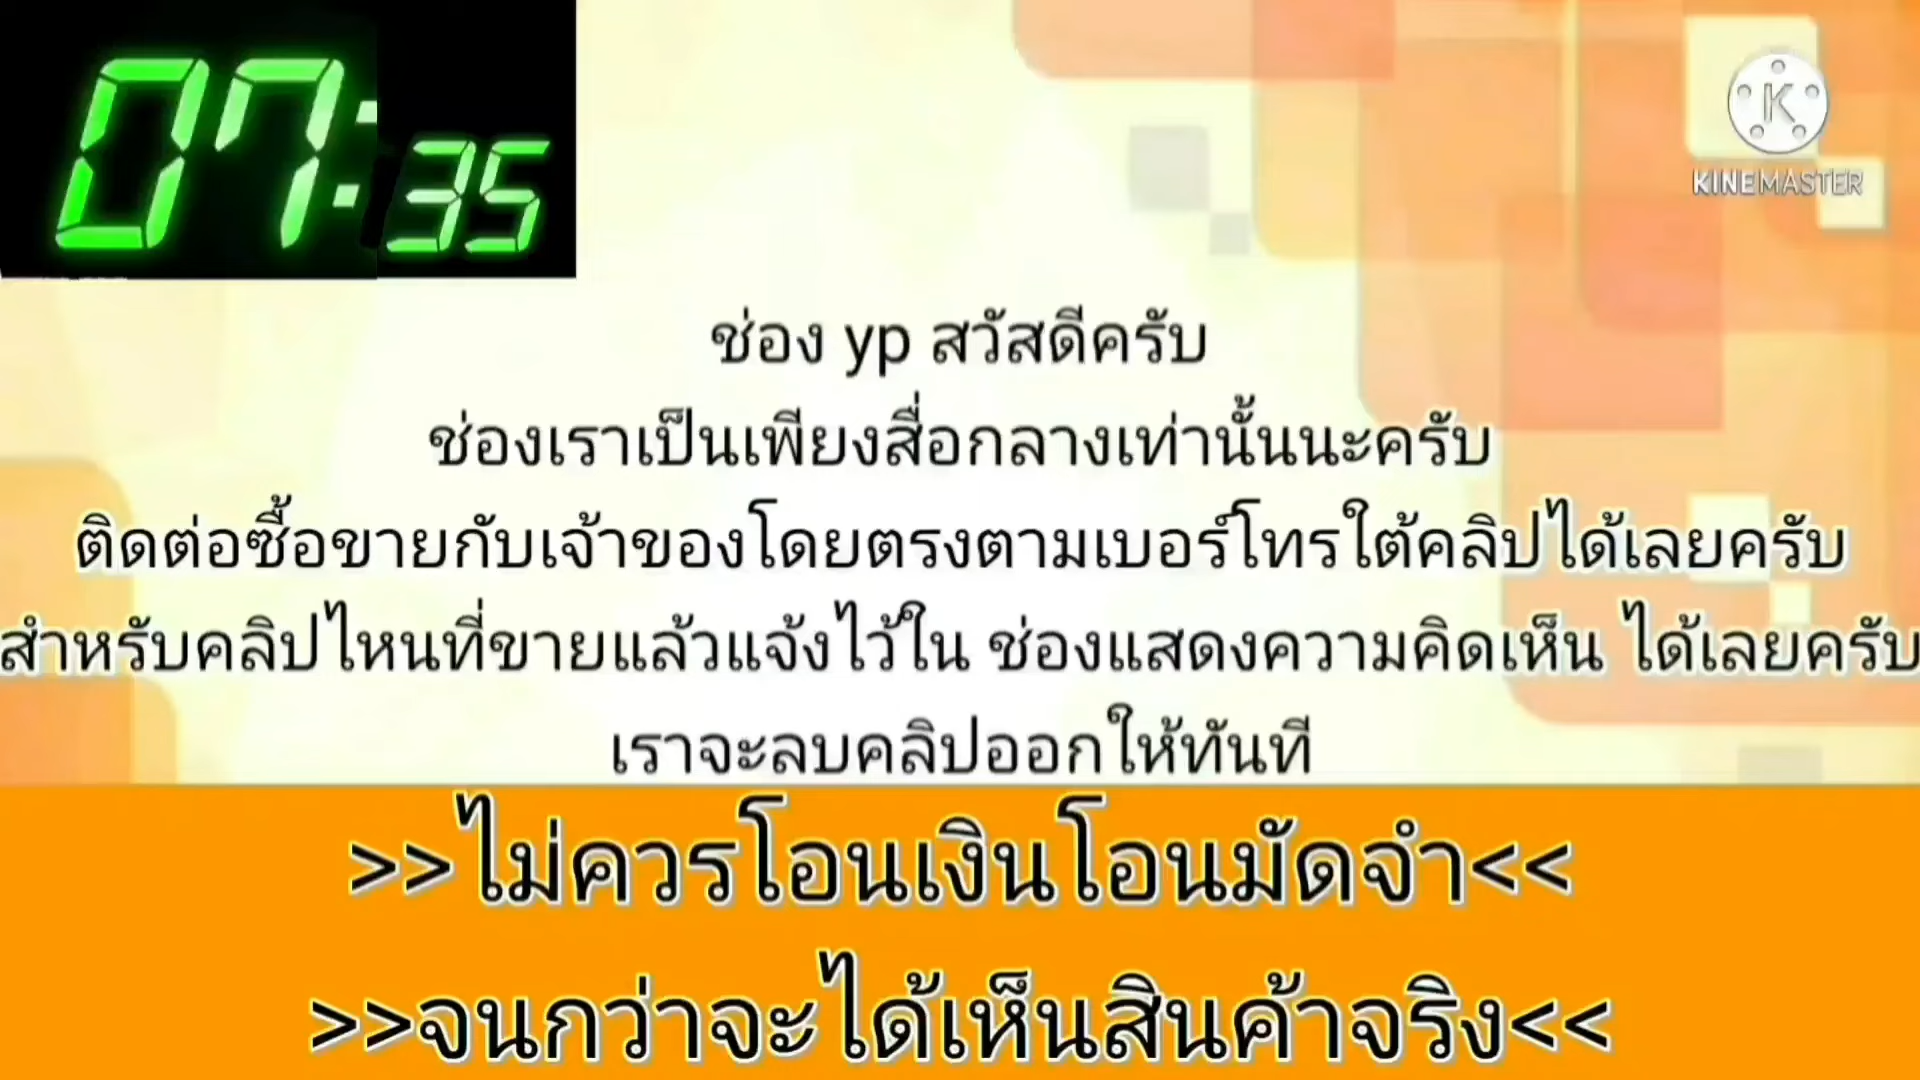 07:35
KINEMASTER
ช่อง yp สวัสดีครับ
ช่องเราเป็นเพียงสื่อกลางเท่านั้นนะครับ
ติดต่อซื้อขายกับเจ้าของโดยตรงตามเบอร์โทรใต้คลิปได้เลยครับ
สำหรับคลิปไหนที่ขายแล้วแจ้งไว้ใน ช่องแสดงความคิดเห็น ได้เลยครับ
เราจะลบคลิปออกให้ทันที
>>ไม่ควรโอนเงินโอนมัดจำ<<
>>จนกว่าจะได้เห็นสินค้าจริง<<